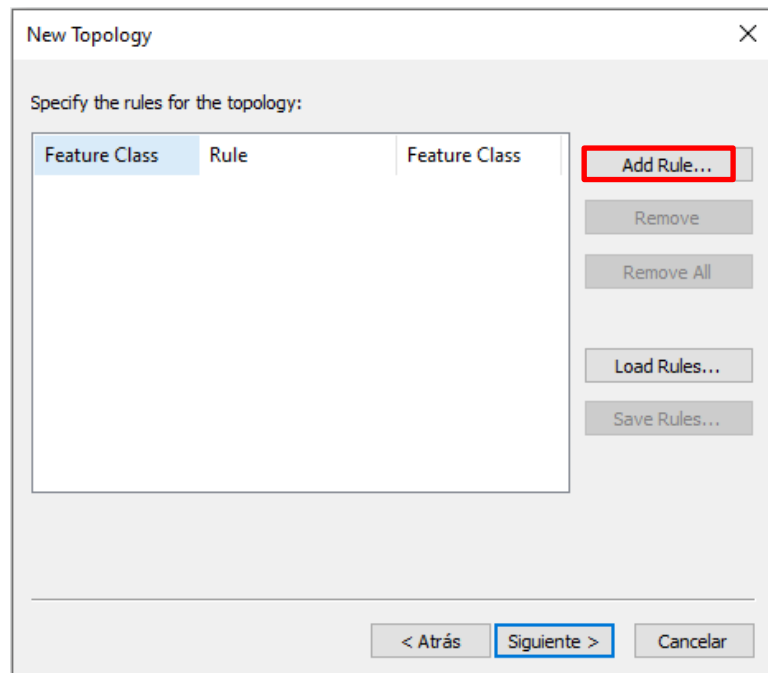 New Topology
Specify the rules for the topology:
Feature Class Rule Feature Class
Add Rule...
Remove
Remove All
Load Rules...
Save Rules...
< Atrás Siguiente > Cancelar